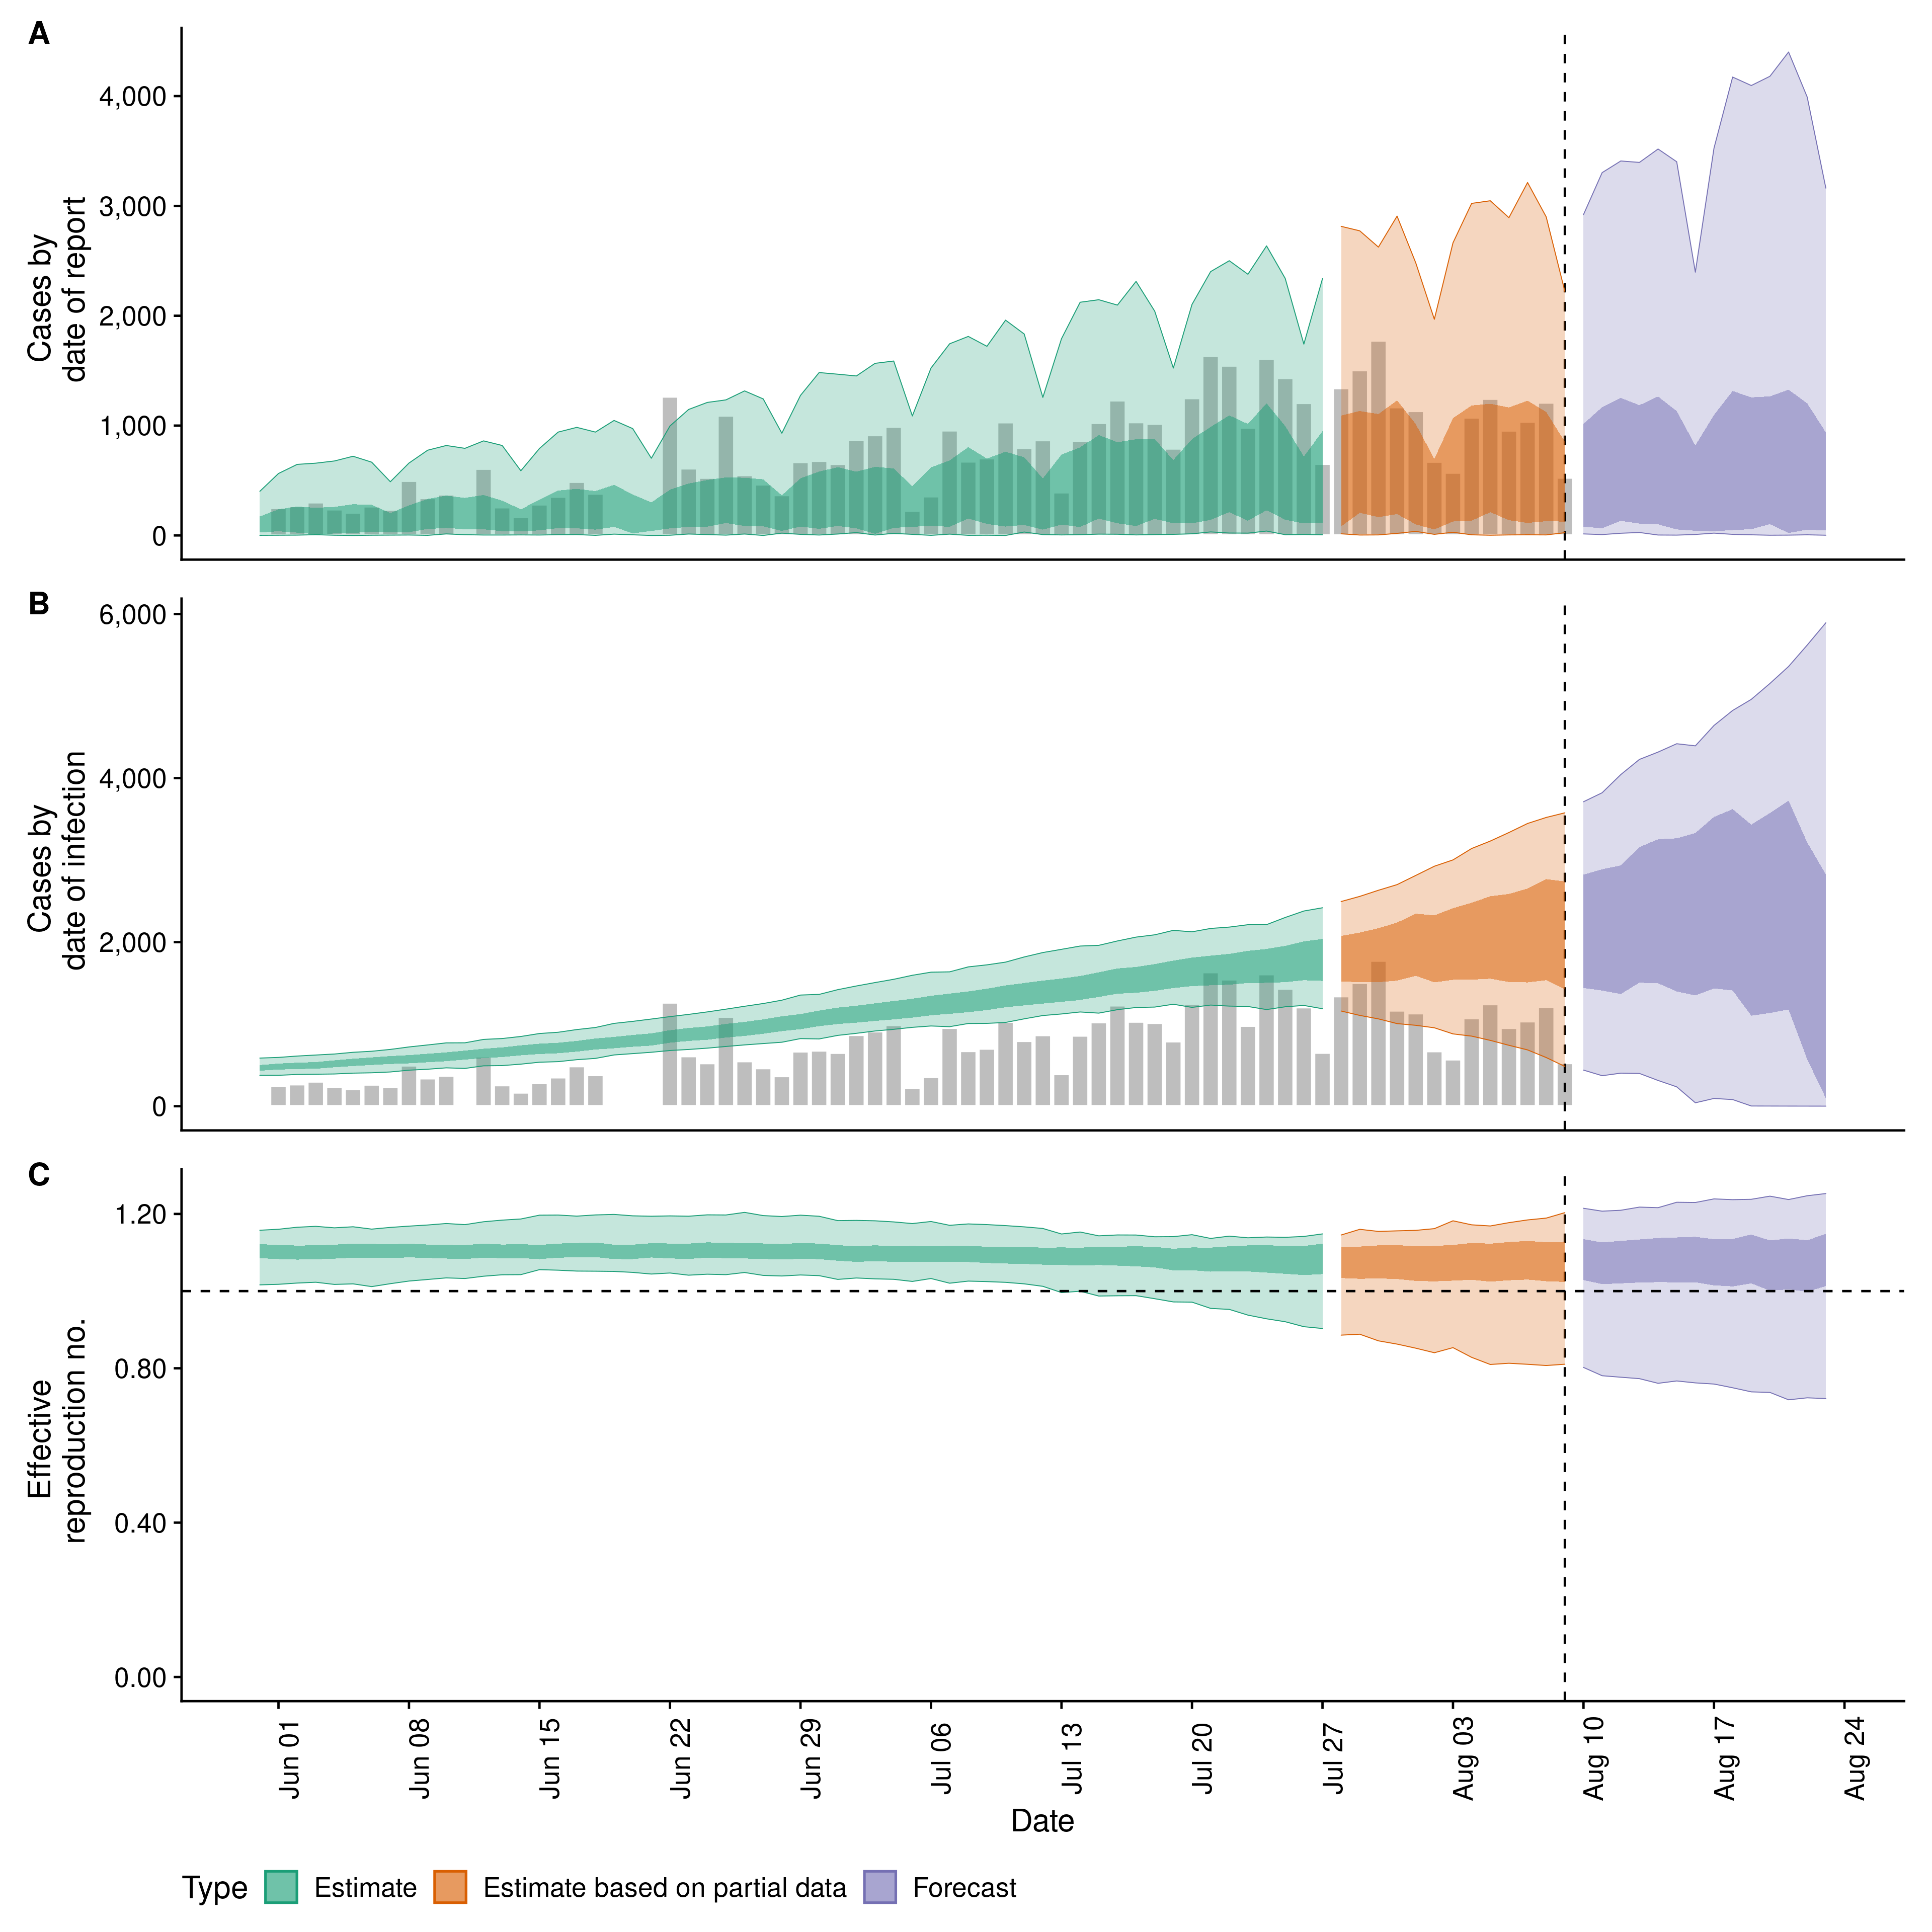 A
Cases by
date of report
4,000
3,000
2,000
1,000
0
B
Cases by
date of infection
6,000
4,000
2,000
0
C
Effective
reproduction no.
1.20
0.80
0.40
0.00
Jun 01
Jun 08
Jun 15
Jun 22
Jun 29
Jul 06
Jul 13
Jul 20
Jul 27
Aug 03
Aug 10
Aug 17
Aug 24
Date
Type Estimate Estimate based on partial data Forecast